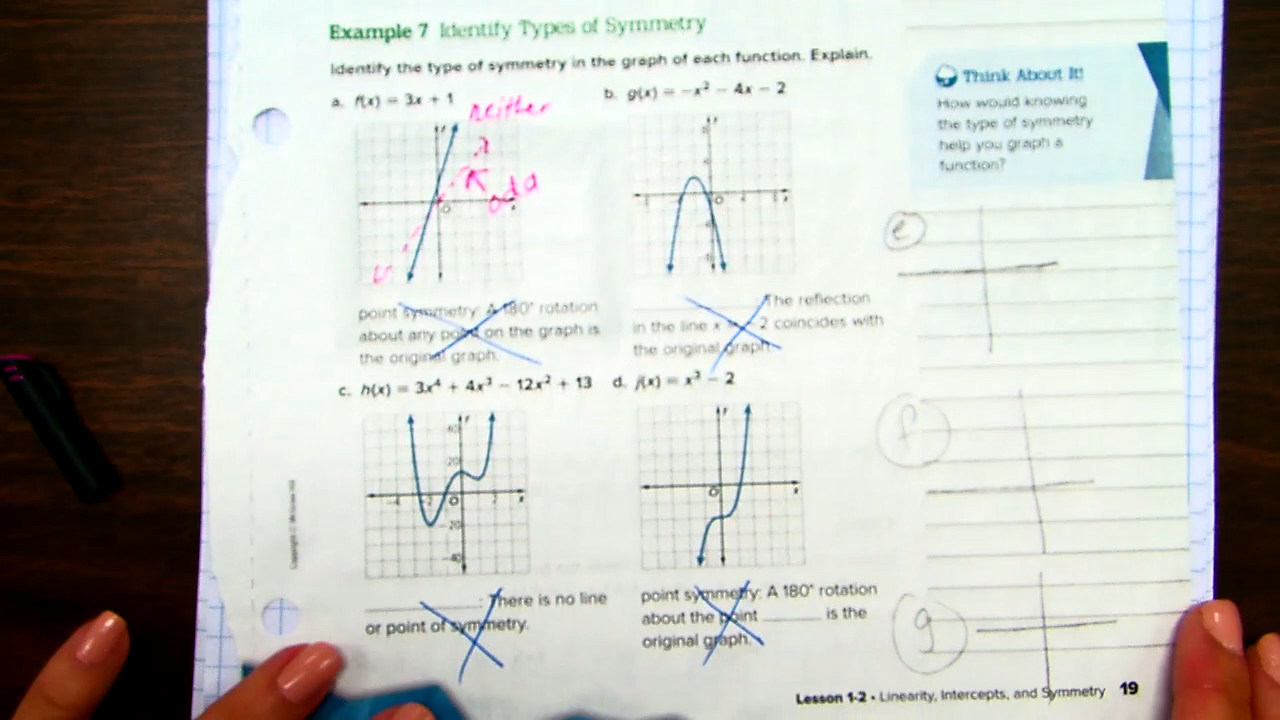 Example 7 Identify Types of Symmetry
Identify the type of symmetry in the graph of each function. Explain.
a. f(x) = 3x + 1
neither
odd
b. g(x) = −x² − 4x − 2
point symmetry: A 180° rotation
about any point on the graph is
the original graph.
The reflection
in the line x 2 coincides with
the original graph.
c. h(x) = 3x⁴ + 4x³ − 12x² + 13
d. j(x) = x³ − 2
There is no line
or point of symmetry.
point symmetry: A 180° rotation
about the point ________ is the
original graph.
Think About It!
How would knowing
the type of symmetry
help you graph a
function?
e
f
g
Lesson 1-2 • Linearity, Intercepts, and Symmetry 19